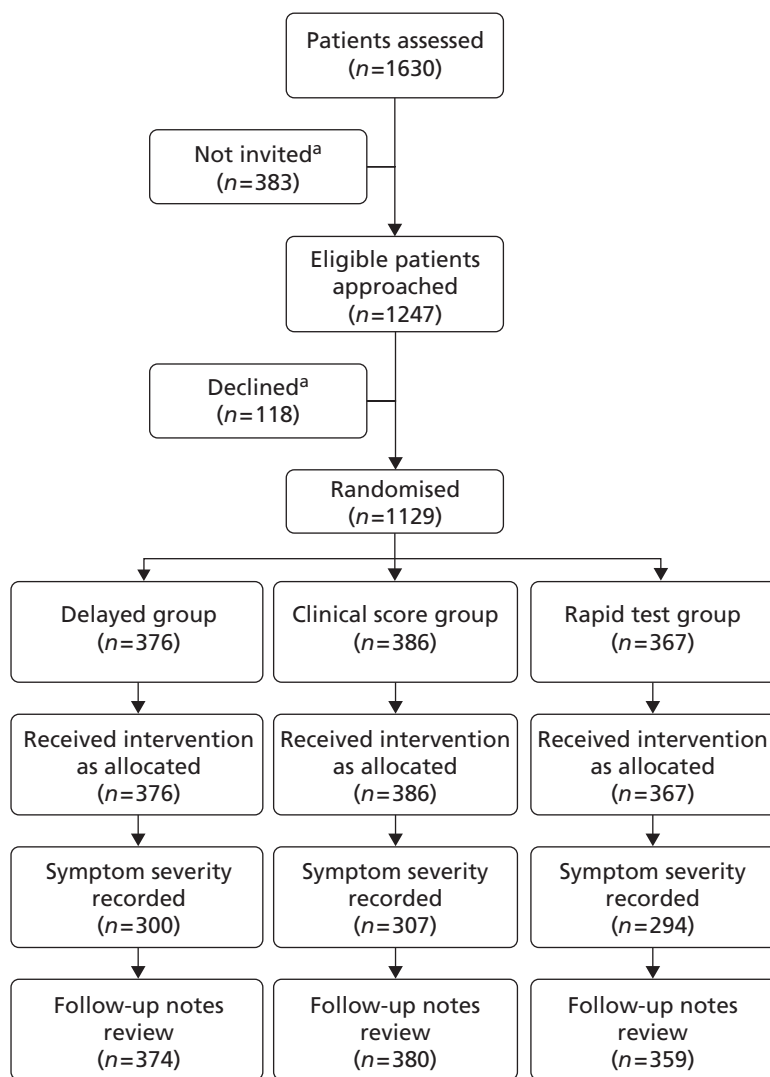 Patients assessed
(n=1630)
Not invitedª
(n=383)
Eligible patients
approached
(n=1247)
Declinedª
(n=118)
Randomised
(n=1129)
Delayed group
(n=376)
Clinical score group
(n=386)
Rapid test group
(n=367)
Received intervention
as allocated
(n=376)
Received intervention
as allocated
(n=386)
Received intervention
as allocated
(n=367)
Symptom severity
recorded
(n=300)
Symptom severity
recorded
(n=307)
Symptom severity
recorded
(n=294)
Follow-up notes
review
(n=374)
Follow-up notes
review
(n=380)
Follow-up notes
review
(n=359)